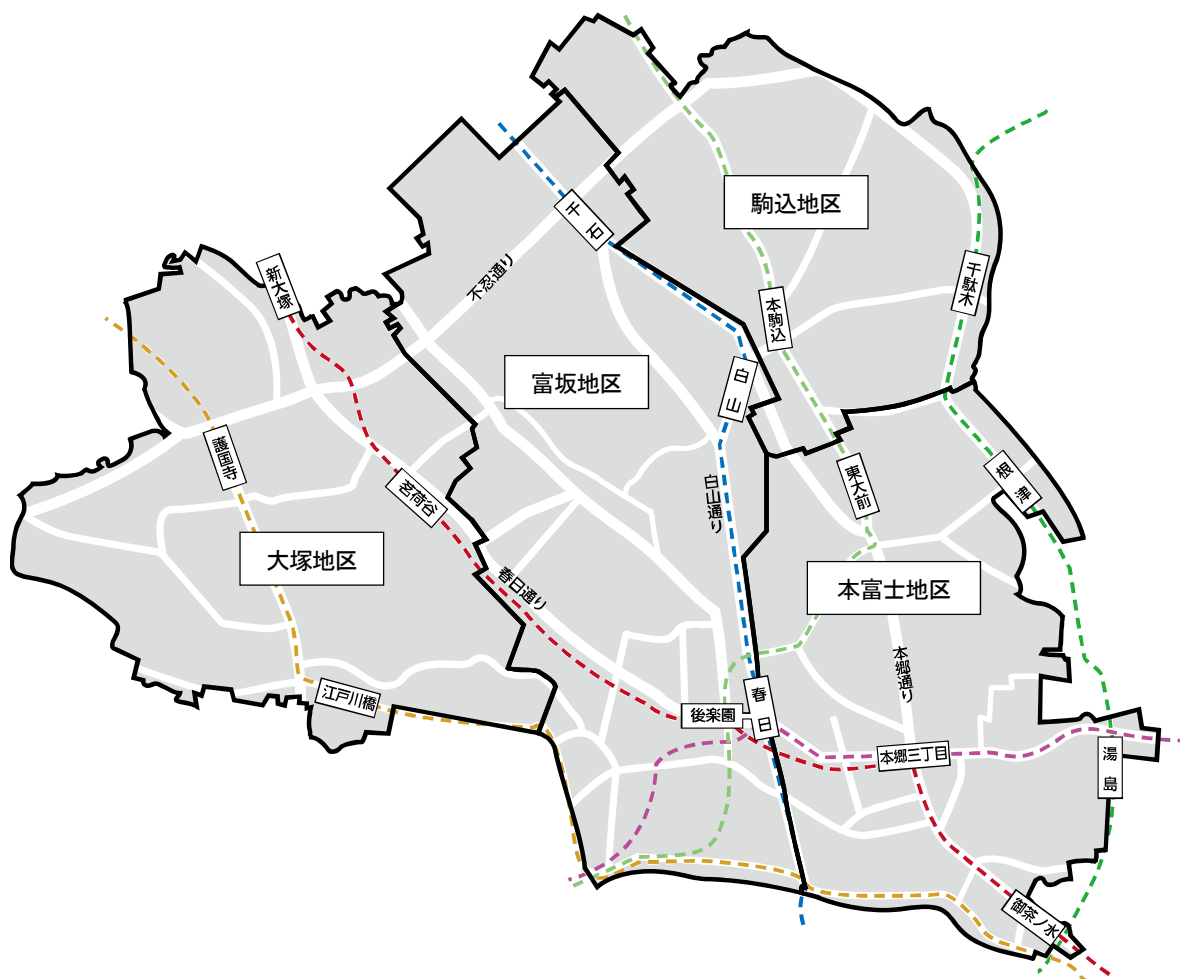 駒込地区
千石
新大塚
不忍通り
千駄木
本駒込
富坂地区
白山
護国寺
茗荷谷
白山通り
東大前
根津
大塚地区
春日通り
本富士地区
本郷通り
江戸川橋
後楽園
春日
本郷三丁目
湯島
御茶ノ水